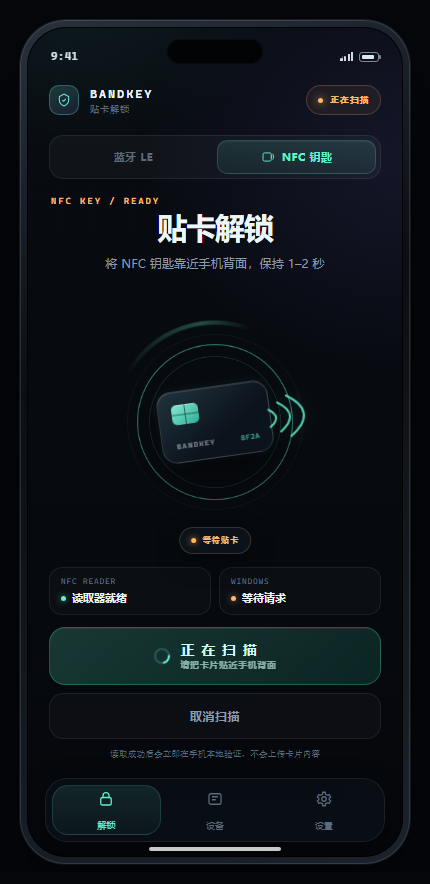 9:41
BANDKEY
贴卡解锁
正在扫描
蓝牙 LE
NFC 钥匙
NFC KEY / READY
贴卡解锁
将 NFC 钥匙靠近手机背面，保持 1–2 秒
BANDKEY
BF2A
等待贴卡
NFC READER
读取器就绪
WINDOWS
等待请求
正在扫描
请把卡片贴近手机背面
取消扫描
读取成功后会立即在手机本地验证，不会上传卡片内容
解锁
设备
设置